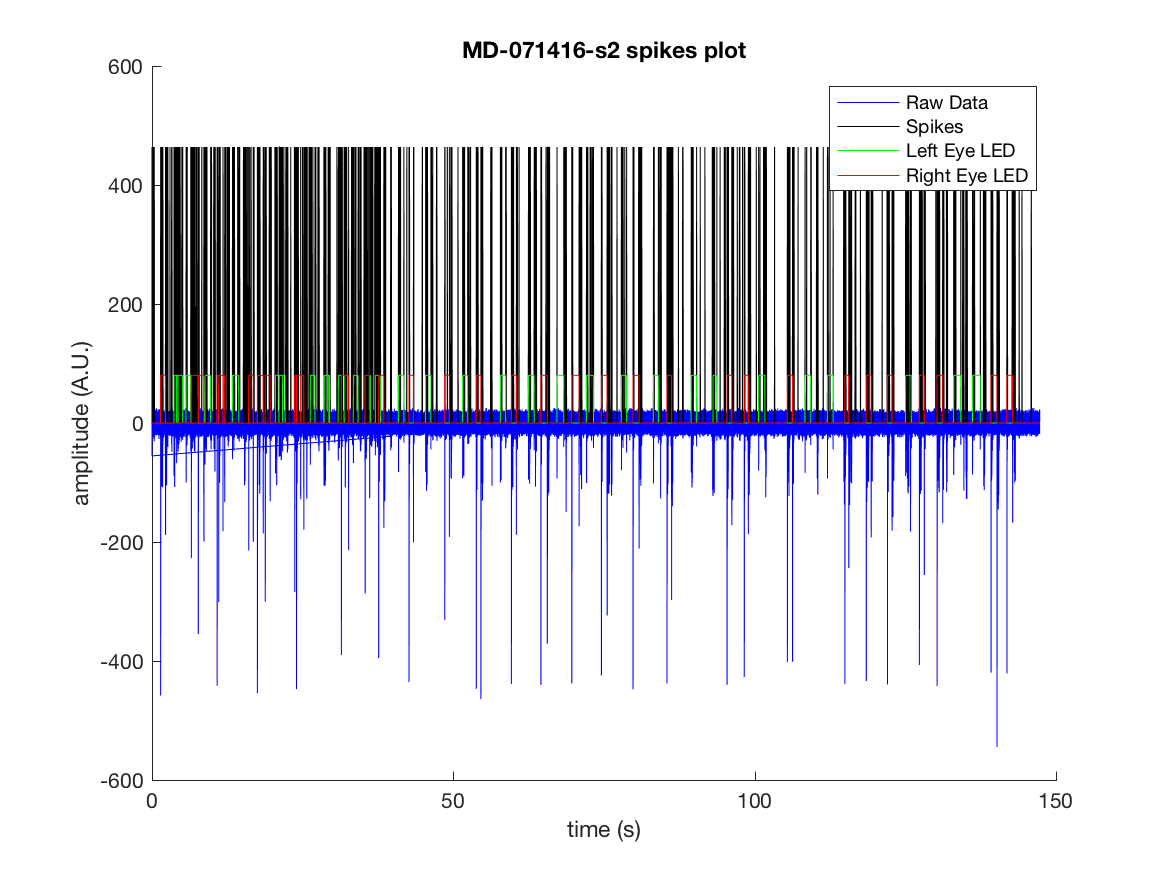 MD-071416-s2 spikes plot
600
400
200
0
-200
-400
-600
amplitude (A.U.)
Raw Data
Spikes
Left Eye LED
Right Eye LED
0
50
100
150
time (s)